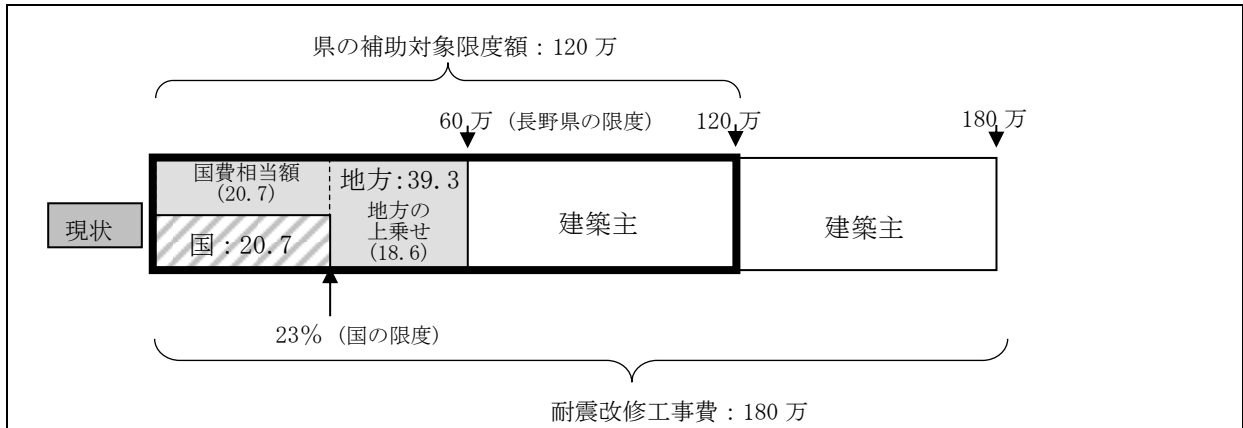 県の補助対象限度額：120 万
60 万（長野県の限度）
120 万
180 万
現状
国費相当額
(20.7)
国：20.7
地方:39.3
地方の
上乗せ
(18.6)
建築主
建築主
23%（国の限度）
耐震改修工事費：180 万